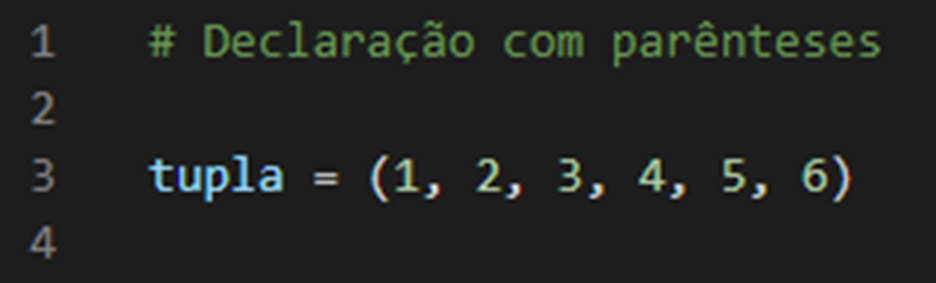 1 # Declaração com parênteses
2
3 tupla = (1, 2, 3, 4, 5, 6)
4